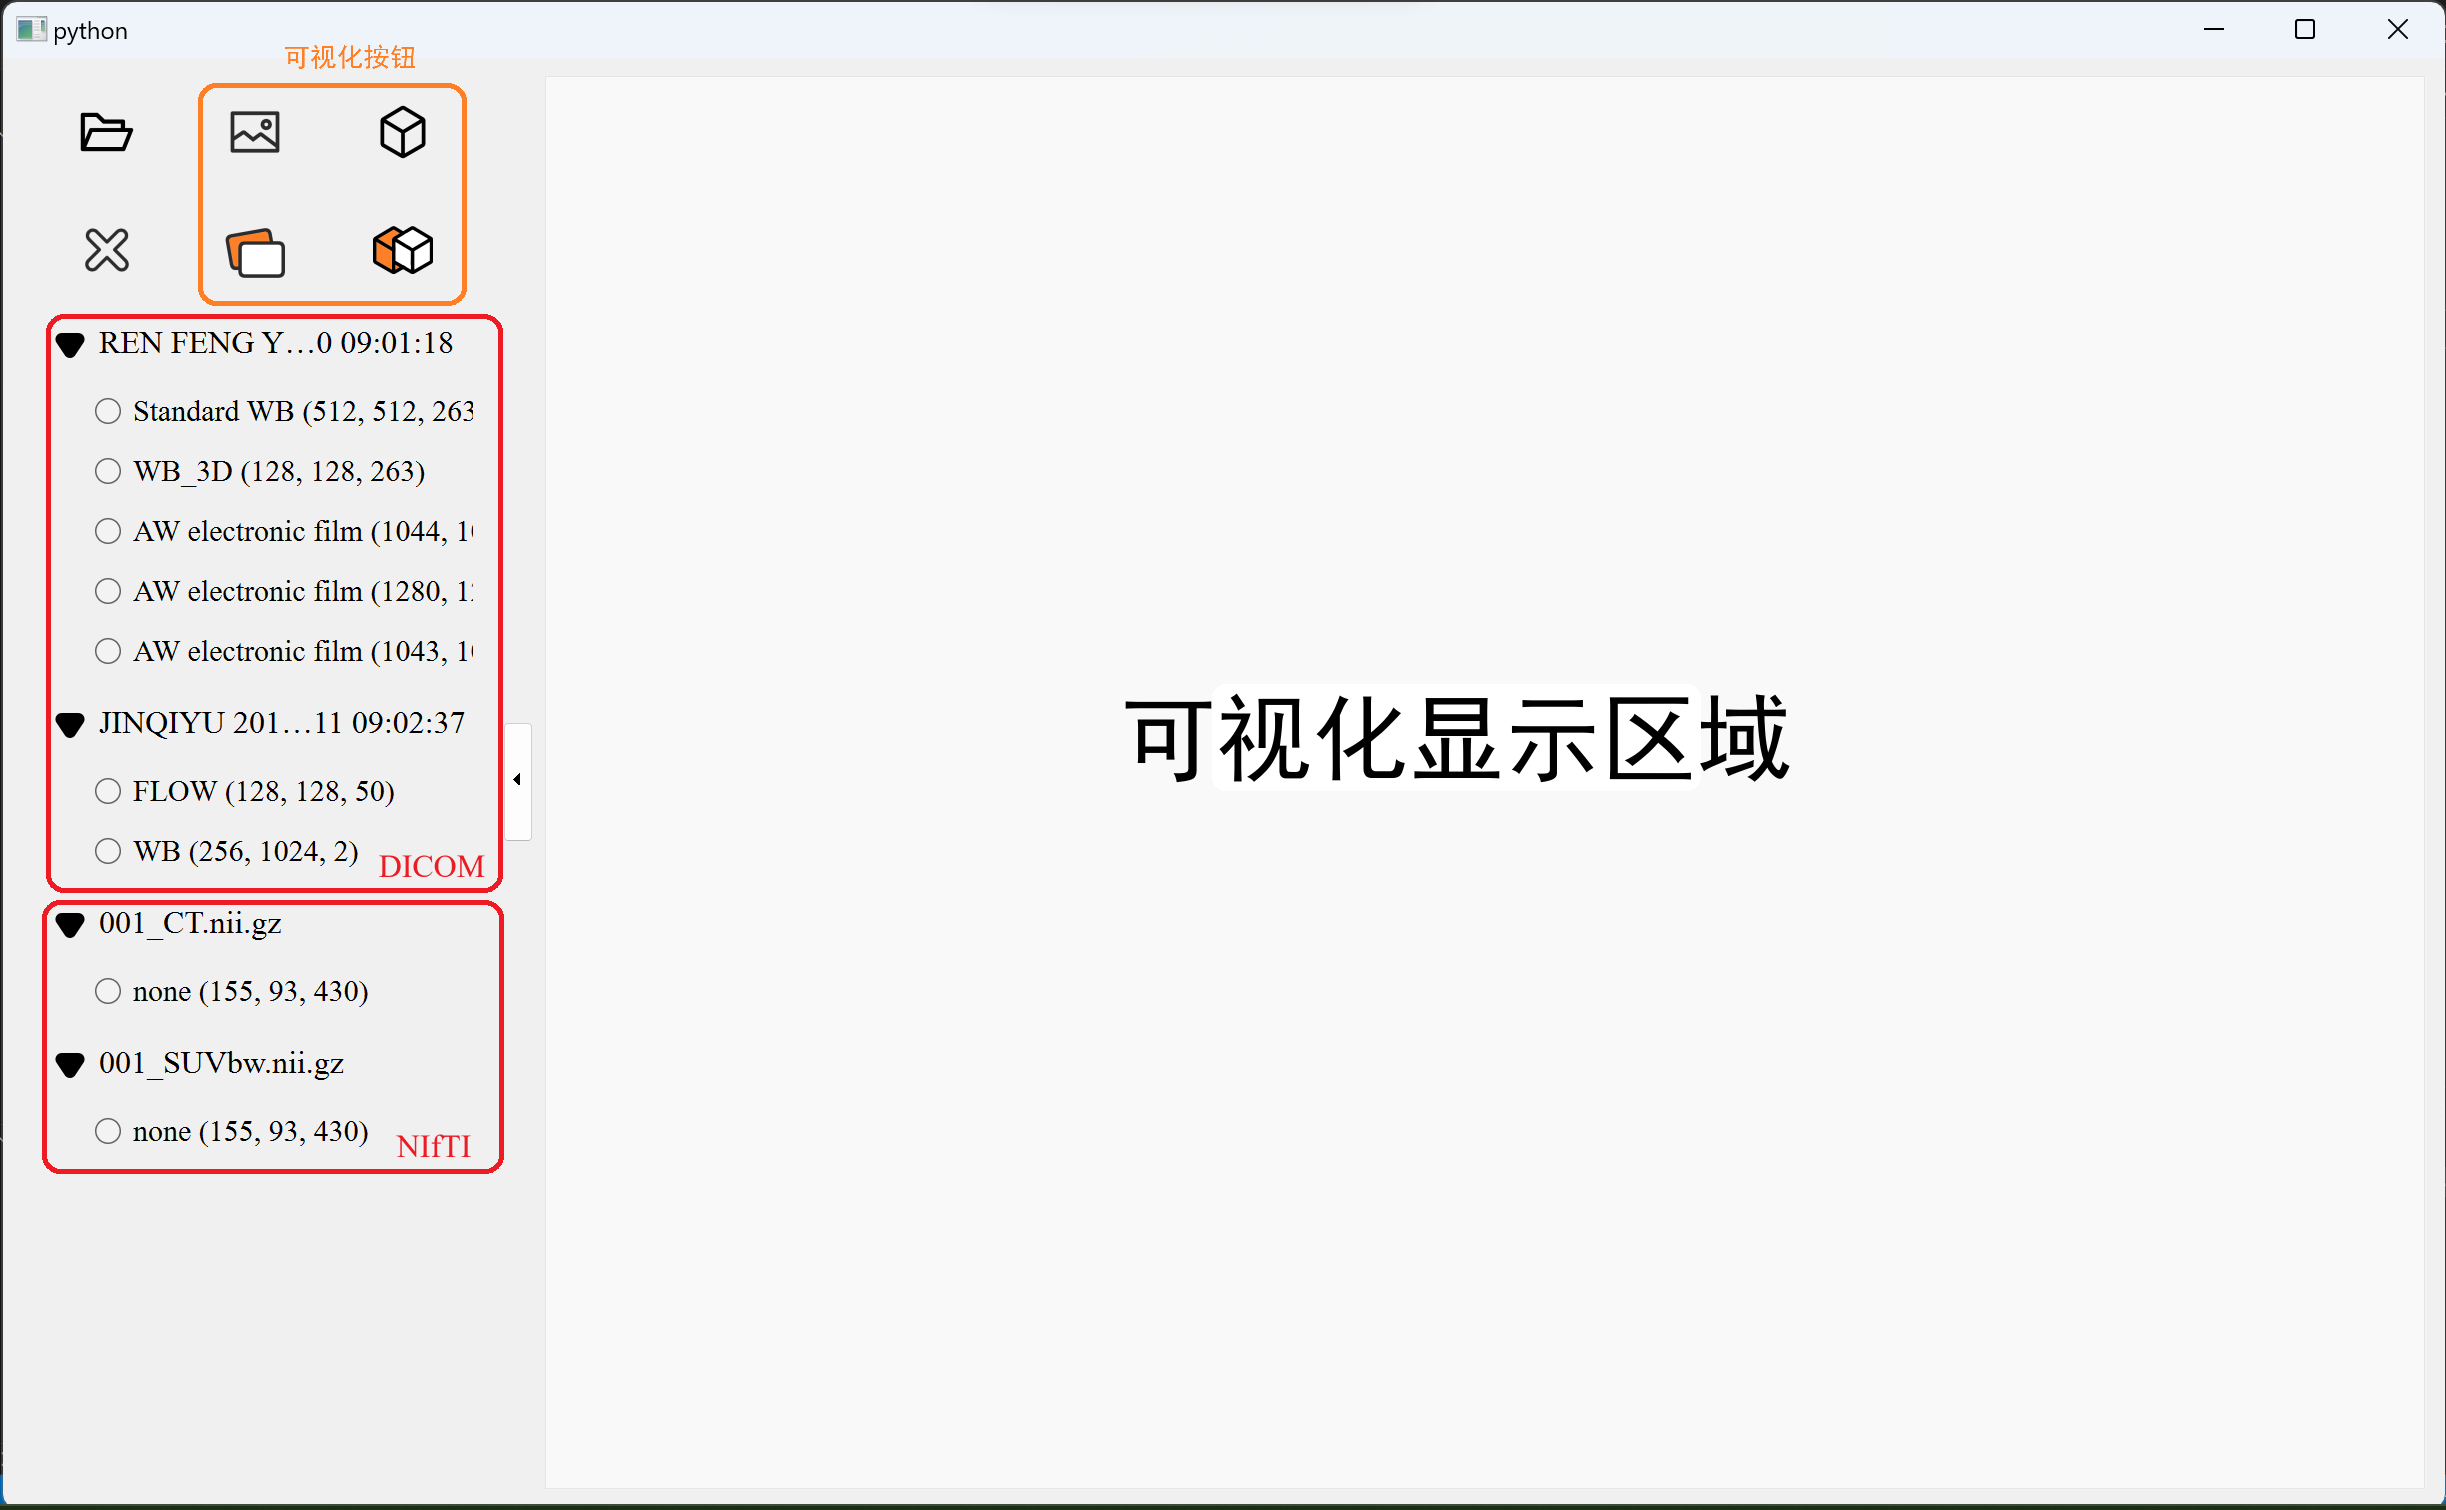 python
可视化按钮
REN FENG Y...0 09:01:18
Standard WB (512, 512, 263
WB_3D (128, 128, 263)
AW electronic film (1044, 1
AW electronic film (1280, 1
AW electronic film (1043, 1
JINQIYU 201...11 09:02:37
FLOW (128, 128, 50)
WB (256, 1024, 2)
DICOM
001_CT.nii.gz
none (155, 93, 430)
001_SUVbw.nii.gz
none (155, 93, 430)
NIfTI
可视化显示区域